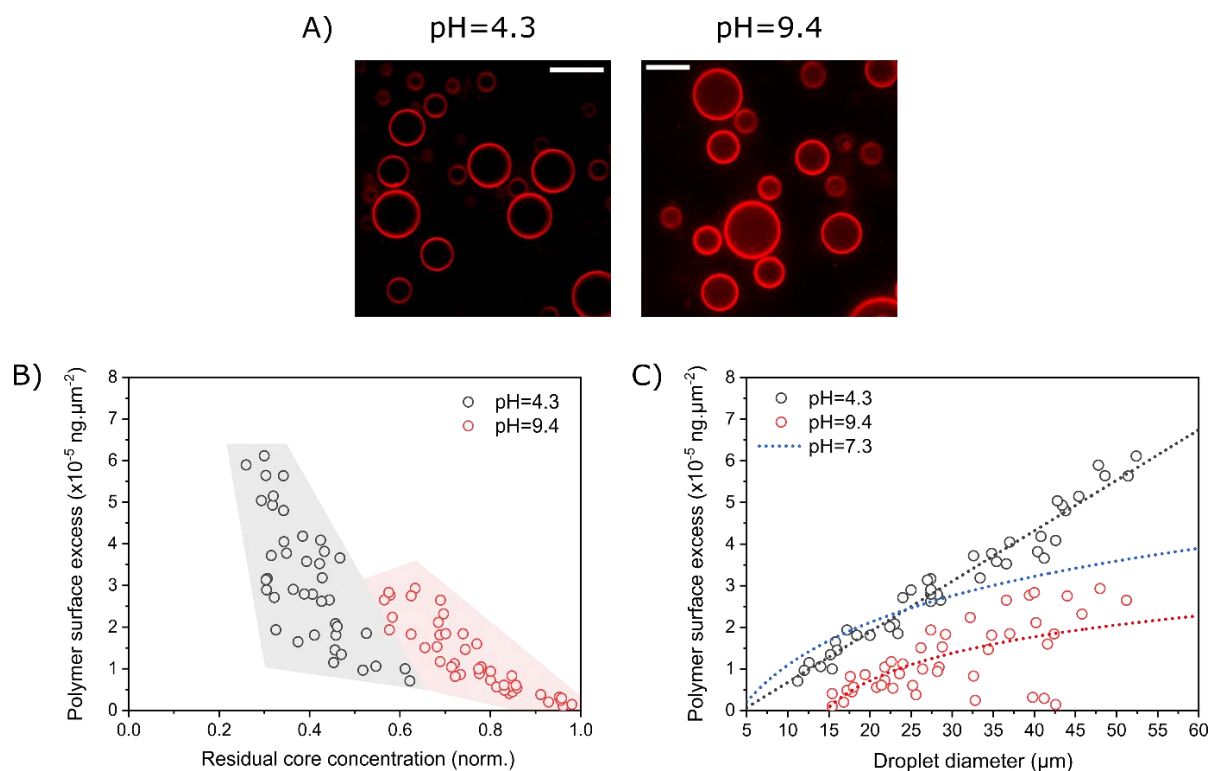 A) pH=4.3 pH=9.4
B)
Polymer surface excess (x10⁻⁵ ng.µm⁻²)
8
7
6
5
4
3
2
1
0
pH=4.3
pH=9.4
0.0 0.2 0.4 0.6 0.8 1.0
Residual core concentration (norm.)
C)
Polymer surface excess (x10⁻⁵ ng.µm⁻²)
8
7
6
5
4
3
2
1
0
pH=4.3
pH=9.4
pH=7.3
5 10 15 20 25 30 35 40 45 50 55 60
Droplet diameter (µm)